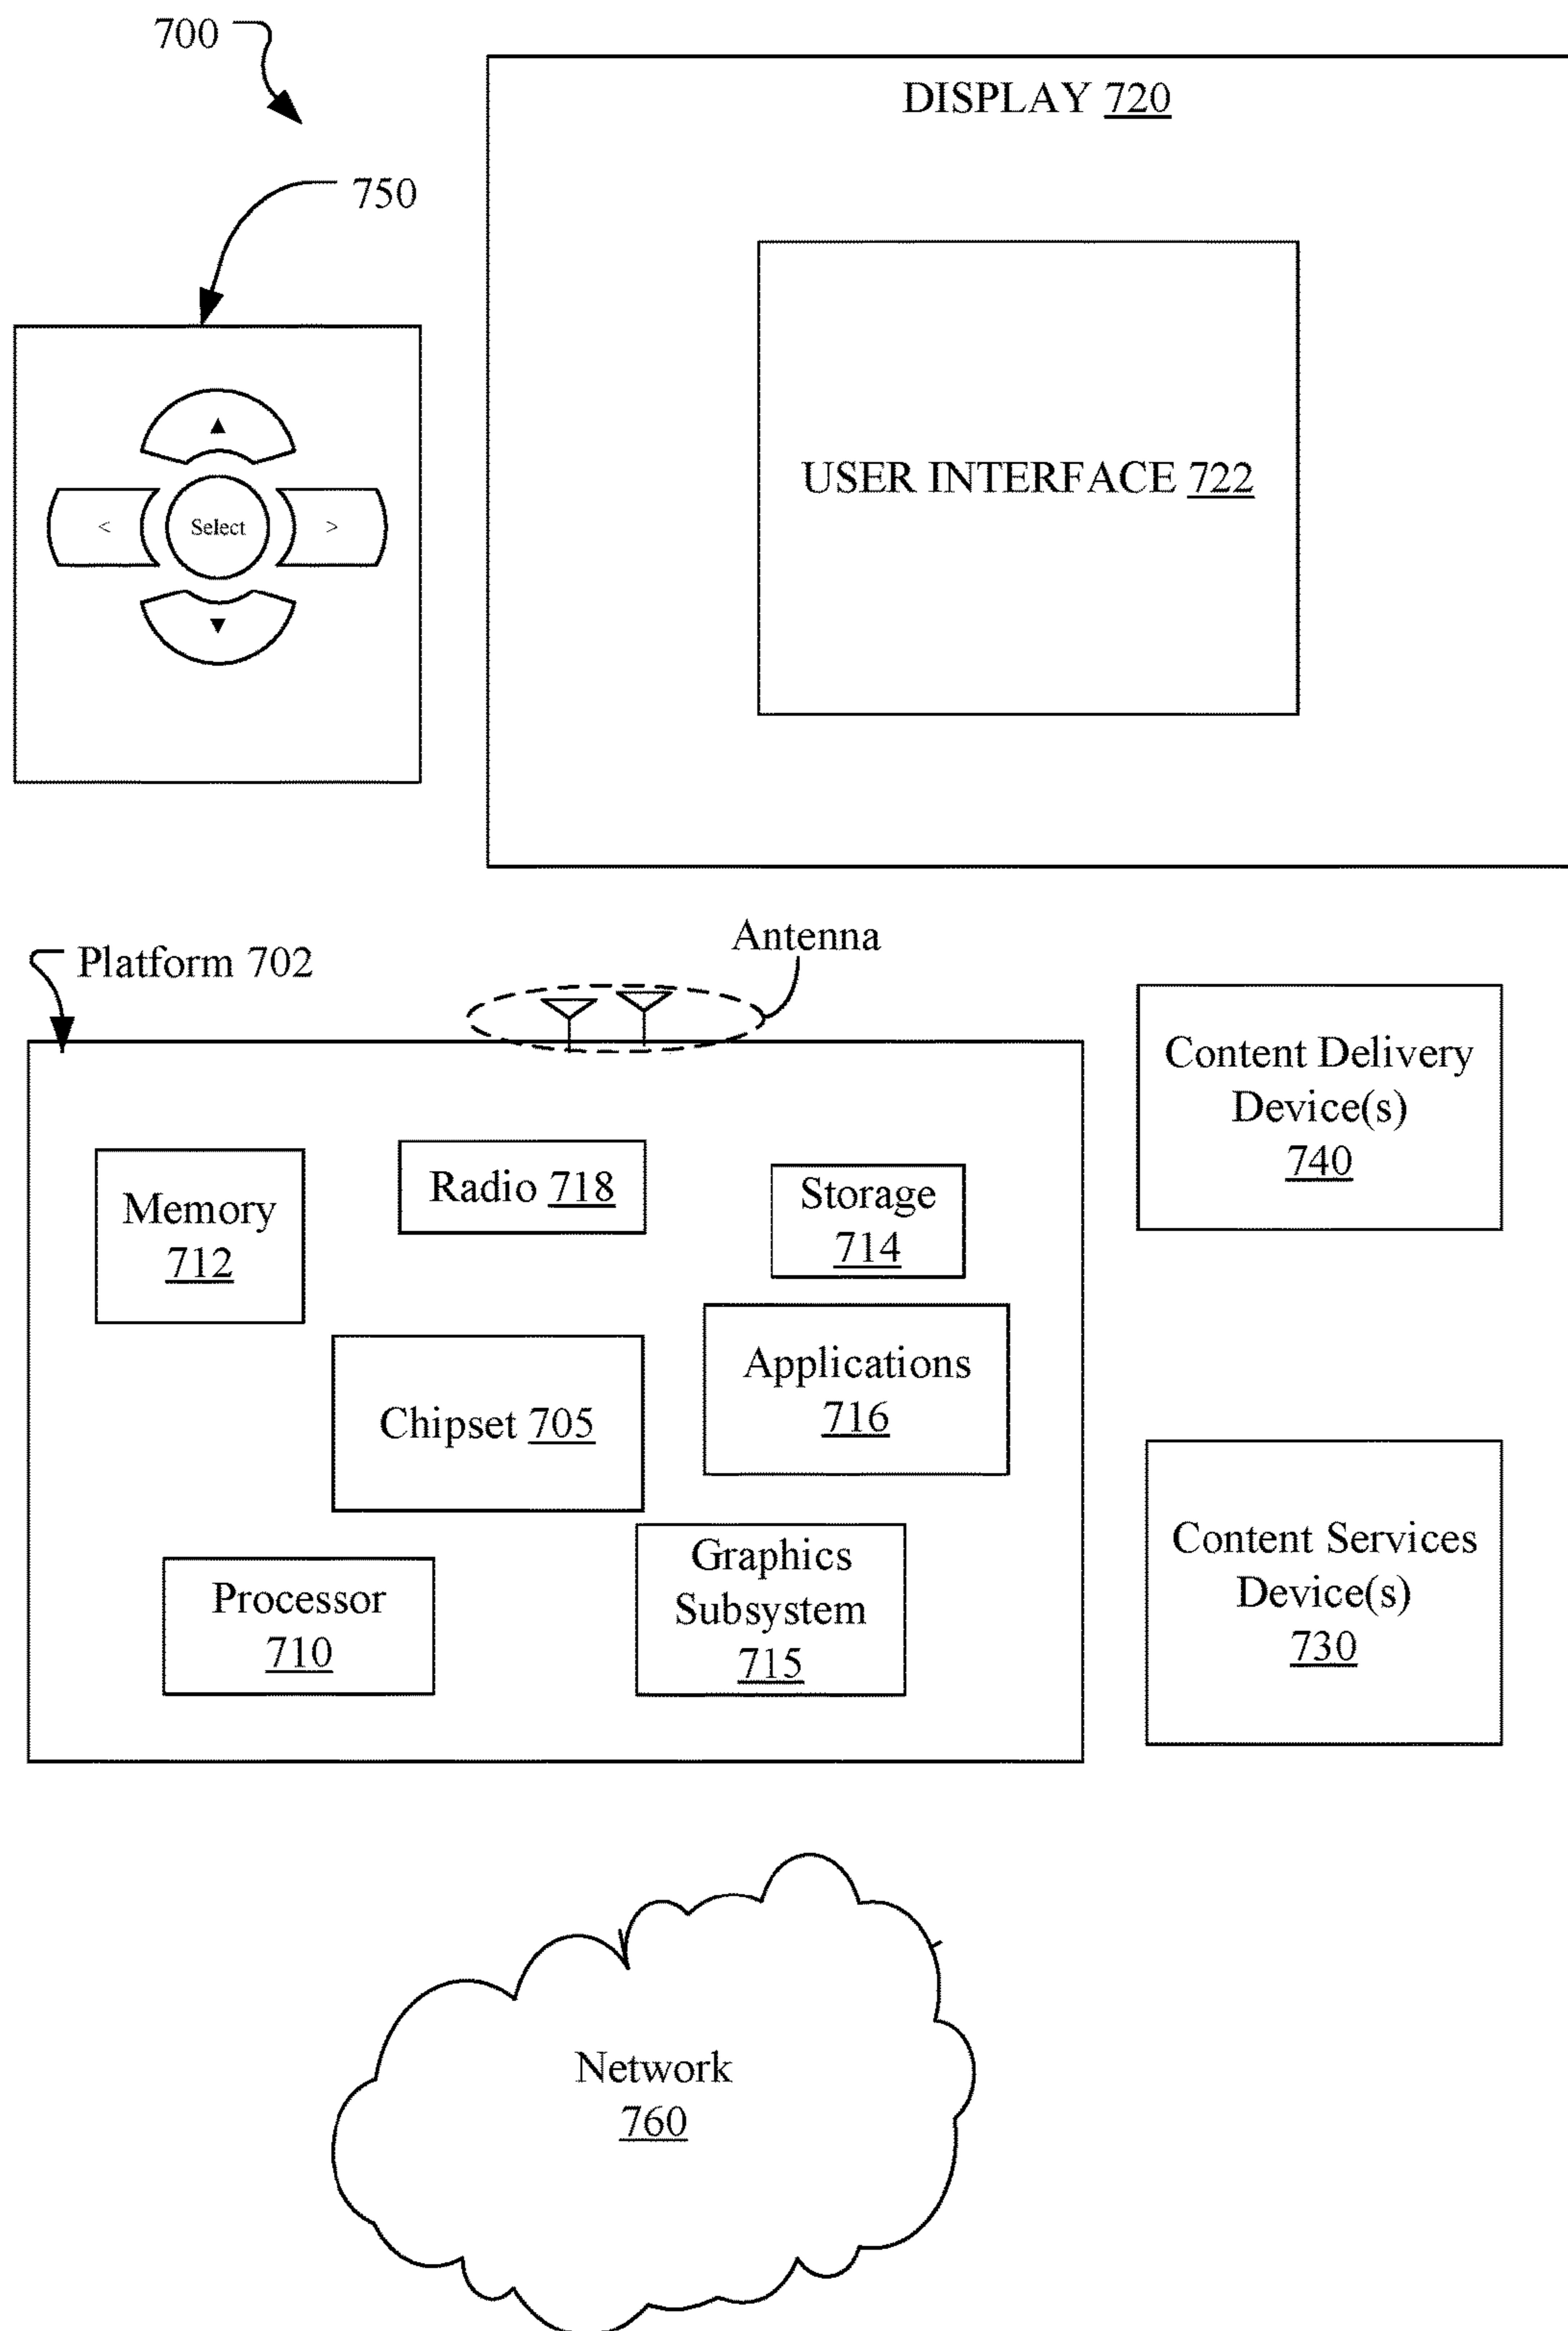 700
DISPLAY 720
750
USER INTERFACE 722
<
Select
>
Antenna
Platform 702
Content Delivery
Device(s)
740
Memory
712
Radio 718
Storage
714
Applications
716
Chipset 705
Content Services
Device(s)
730
Graphics
Subsystem
715
Processor
710
Network
760